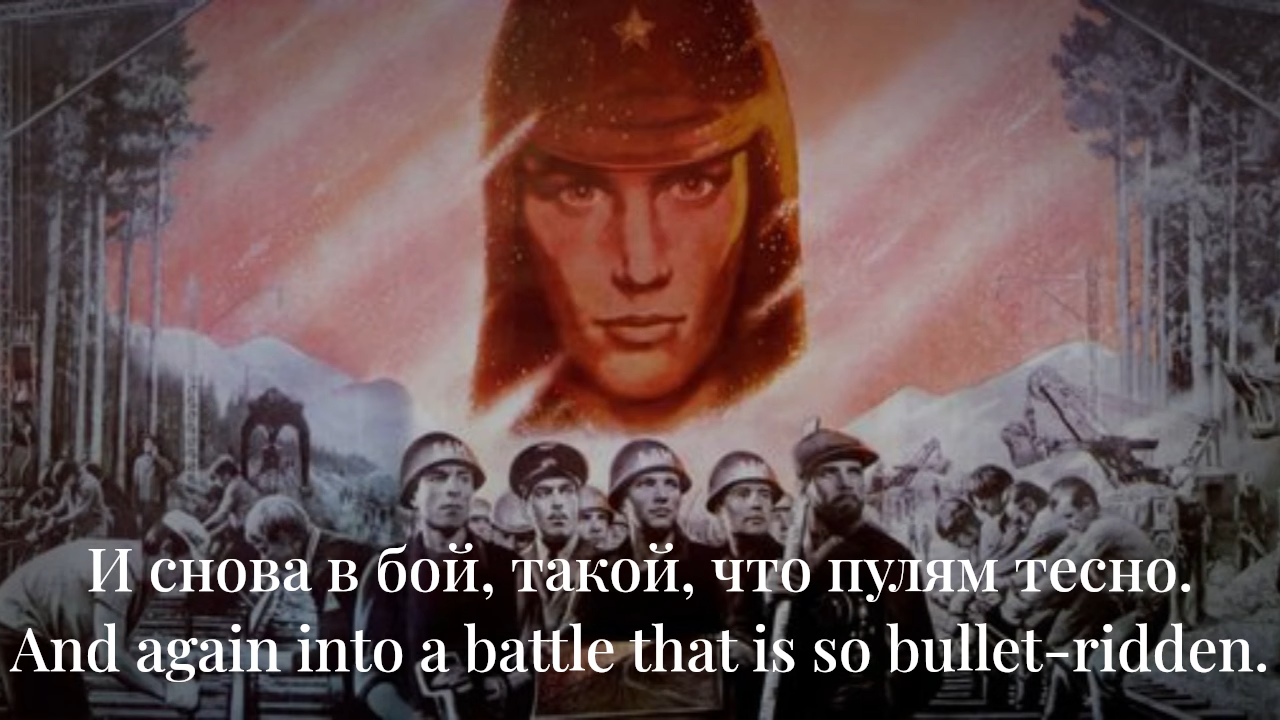 И снова в бой, такой, что пулям тесно.
And again into a battle that is so bullet-ridden.